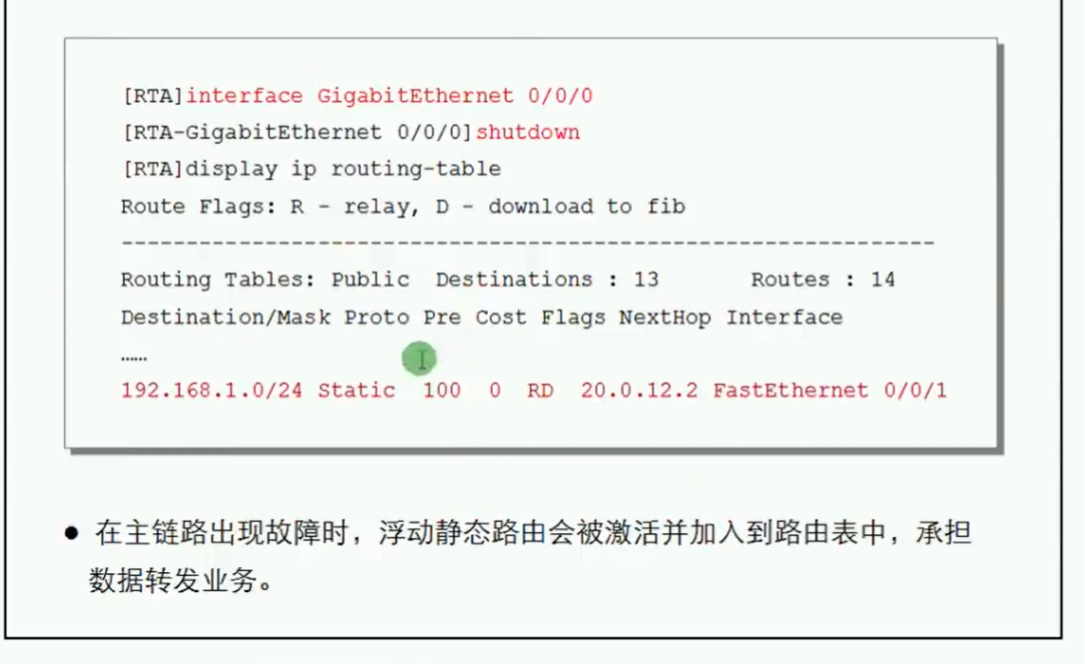 [RTA]interface GigabitEthernet 0/0/0
[RTA-GigabitEthernet 0/0/0]shutdown
[RTA]display ip routing-table
Route Flags: R - relay, D - download to fib
----------------------------------------------------------------
Routing Tables: Public  Destinations : 13       Routes : 14
Destination/Mask Proto Pre Cost Flags NextHop Interface
……
192.168.1.0/24 Static  100  0  RD  20.0.12.2 FastEthernet 0/0/1
● 在主链路出现故障时，浮动静态路由会被激活并加入到路由表中，承担
数据转发业务。